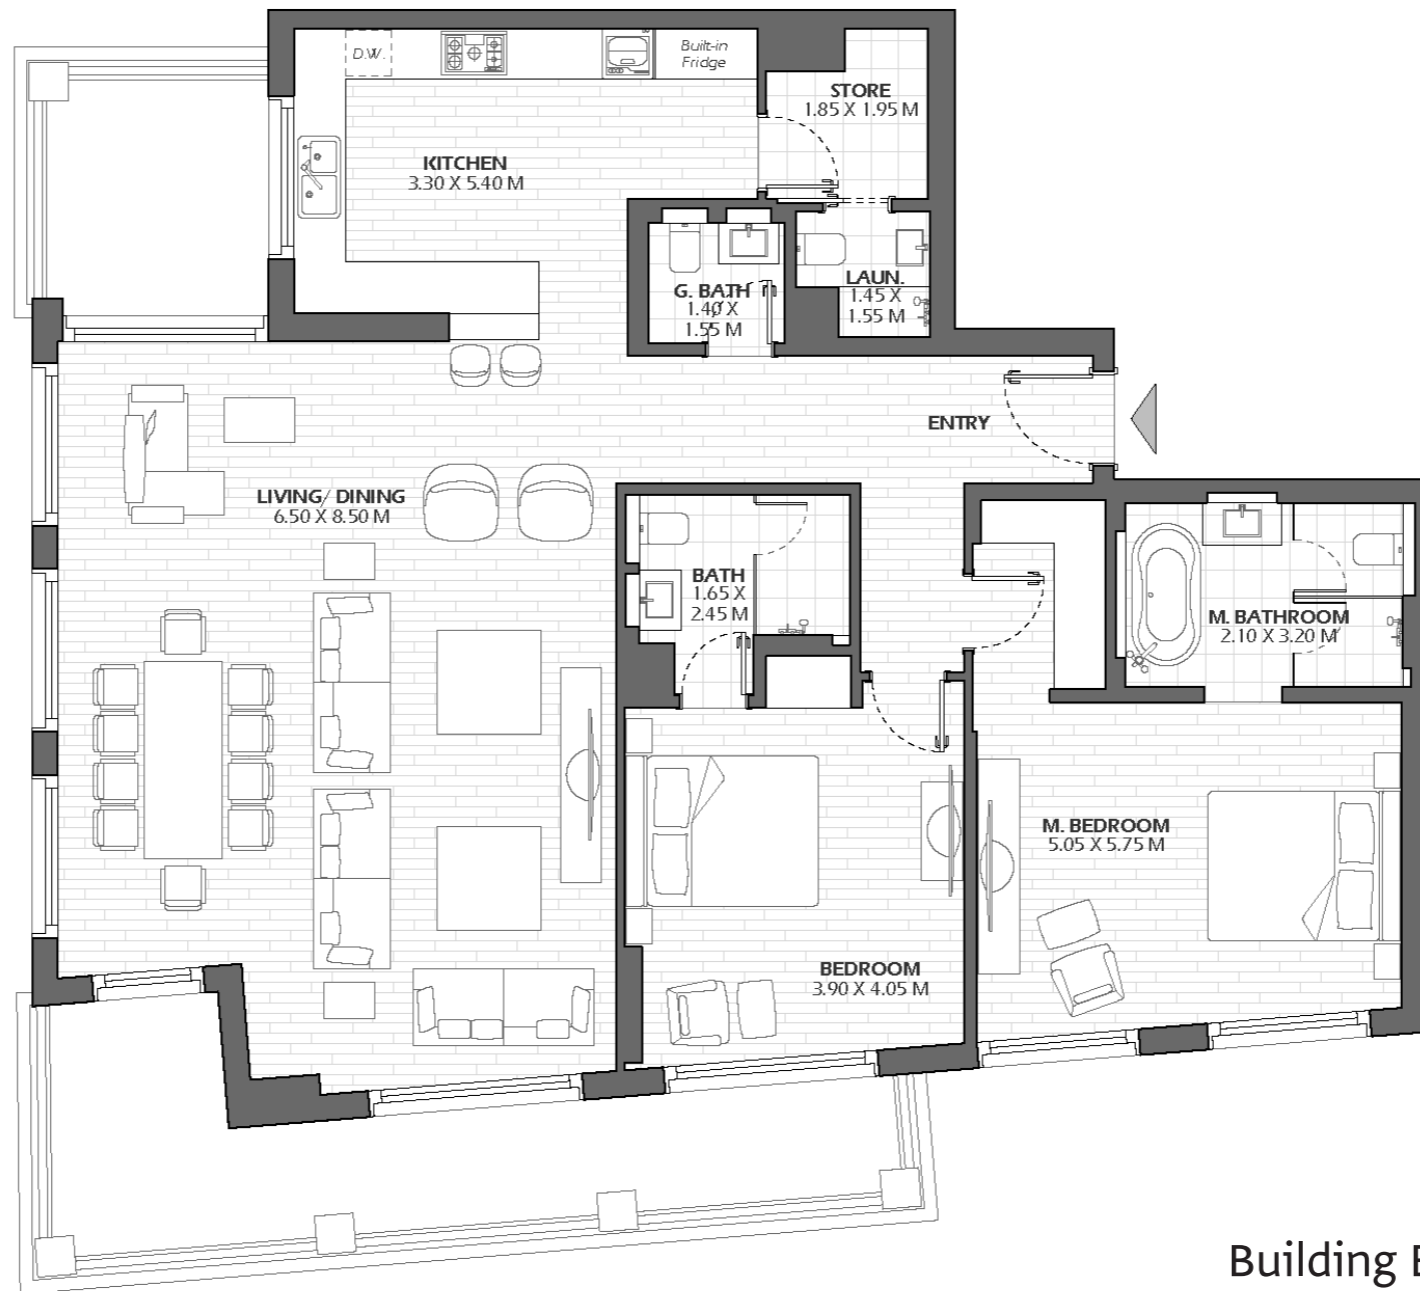 D.W.
Built-in
Fridge
STORE
1.85 X 1.95 M
KITCHEN
3.30 X 5.40 M
G. BATH
1.40 X
1.55 M
LAUN.
1.45 X
1.55 M
ENTRY
LIVING/ DINING
6.50 X 8.50 M
BATH
1.65 X
2.45 M
M. BATHROOM
2.10 X 3.20 M
M. BEDROOM
5.05 X 5.75 M
BEDROOM
3.90 X 4.05 M
Building